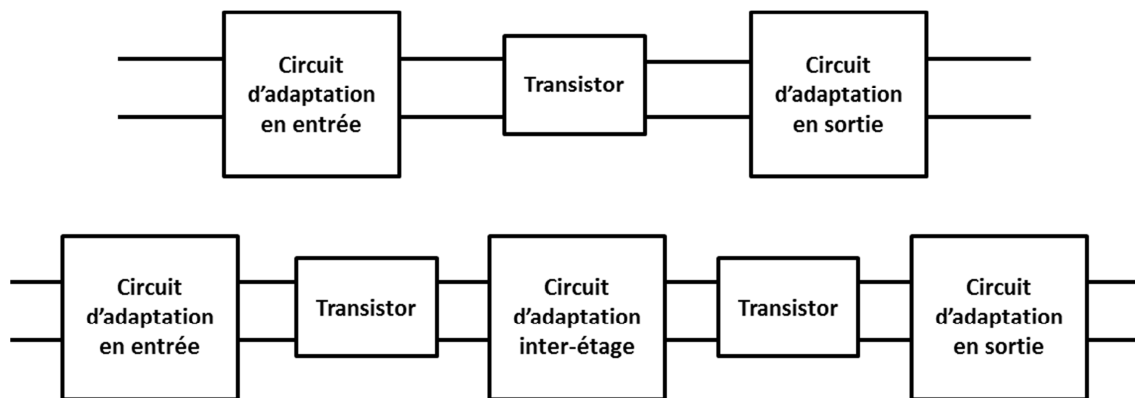 Circuit
d'adaptation
en entrée
Transistor
Circuit
d'adaptation
en sortie
Circuit
d'adaptation
en entrée
Transistor
Circuit
d'adaptation
inter-étage
Transistor
Circuit
d'adaptation
en sortie